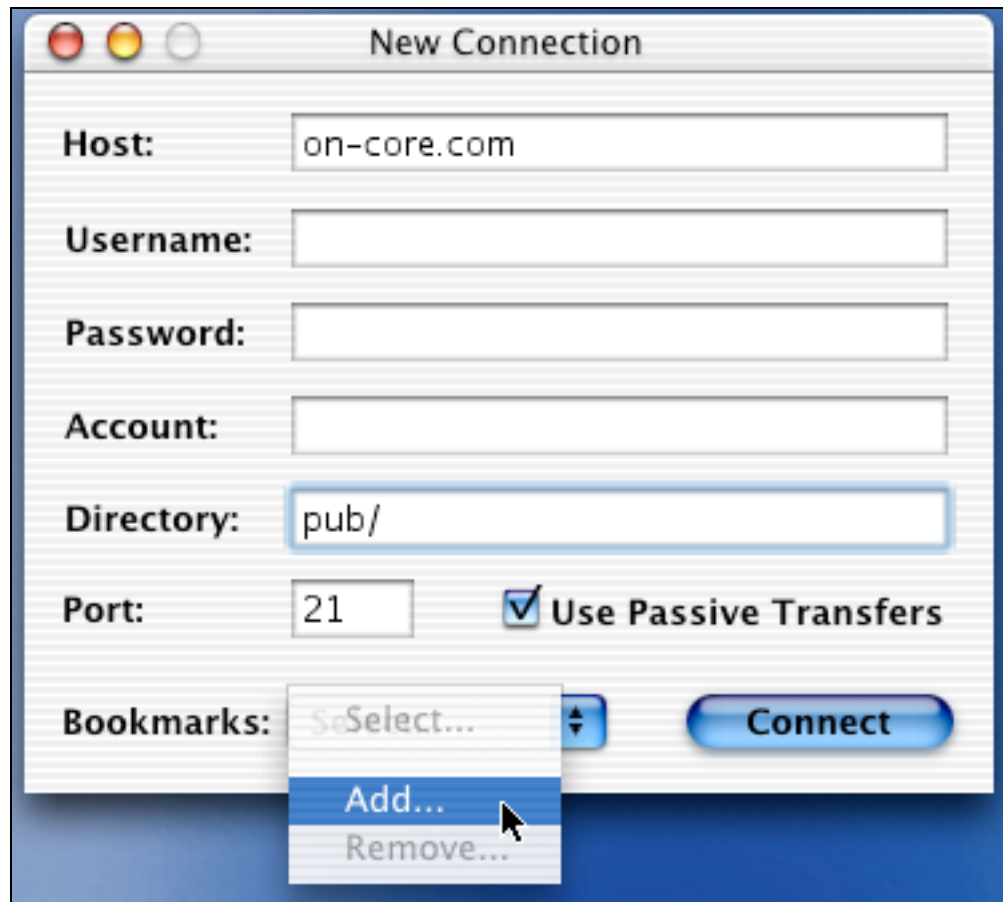 New Connection
Host: on-core.com
Username:
Password:
Account:
Directory: pub/
Port: 21 Use Passive Transfers
Bookmarks: Select... Connect
Add...
Remove...